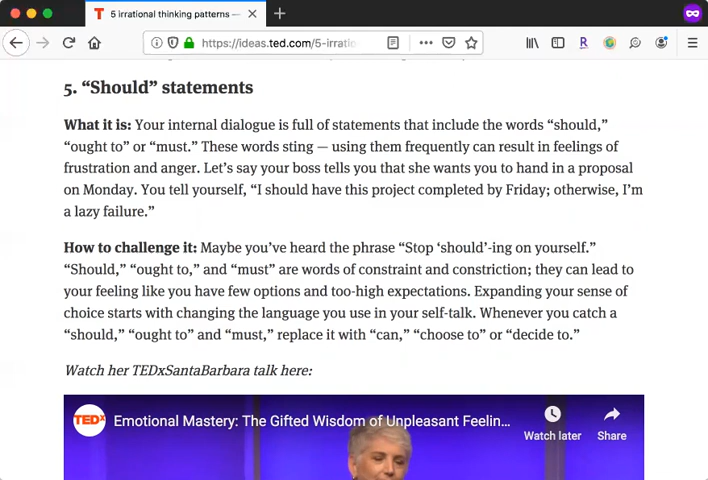 5 irrational thinking patterns —
https://ideas.ted.com/5-irratio
5. “Should” statements
What it is: Your internal dialogue is full of statements that include the words “should,”
“ought to” or “must.” These words sting — using them frequently can result in feelings of
frustration and anger. Let’s say your boss tells you that she wants you to hand in a proposal
on Monday. You tell yourself, “I should have this project completed by Friday; otherwise, I’m
a lazy failure.”
How to challenge it: Maybe you’ve heard the phrase “Stop ‘should’-ing on yourself.”
“Should,” “ought to,” and “must” are words of constraint and constriction; they can lead to
your feeling like you have few options and too-high expectations. Expanding your sense of
choice starts with changing the language you use in your self-talk. Whenever you catch a
“should,” “ought to” and “must,” replace it with “can,” “choose to” or “decide to.”
Watch her TEDxSantaBarbara talk here:
TEDx
Emotional Mastery: The Gifted Wisdom of Unpleasant Feelin...
Watch later
Share